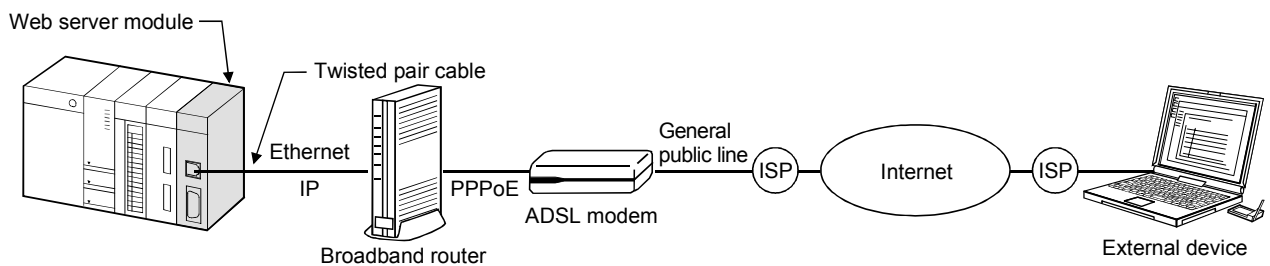 Web server module
Twisted pair cable
Ethernet
IP
Broadband router
PPPoE
ADSL modem
General
public line
ISP
Internet
ISP
External device